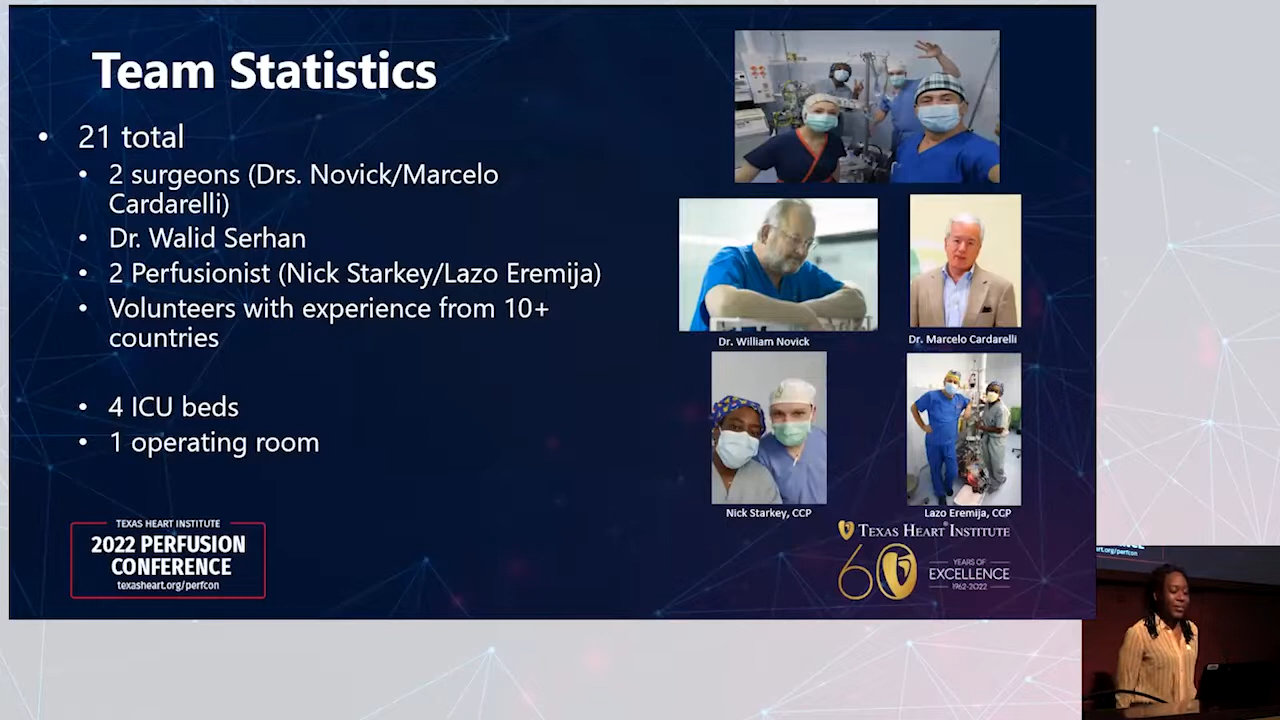 Team Statistics
• 21 total
• 2 surgeons (Drs. Novick/Marcelo
Cardarelli)
• Dr. Walid Serhan
• 2 Perfusionist (Nick Starkey/Lazo Eremija)
• Volunteers with experience from 10+
countries
• 4 ICU beds
• 1 operating room
Dr. William Novick
Dr. Marcelo Cardarelli
Nick Starkey, CCP
Lazo Eremija, CCP
TEXAS HEART INSTITUTE
2022 PERFUSION
CONFERENCE
texasheart.org/perfcon
TEXAS HEART® INSTITUTE
60
YEARS OF
EXCELLENCE
1962-2022